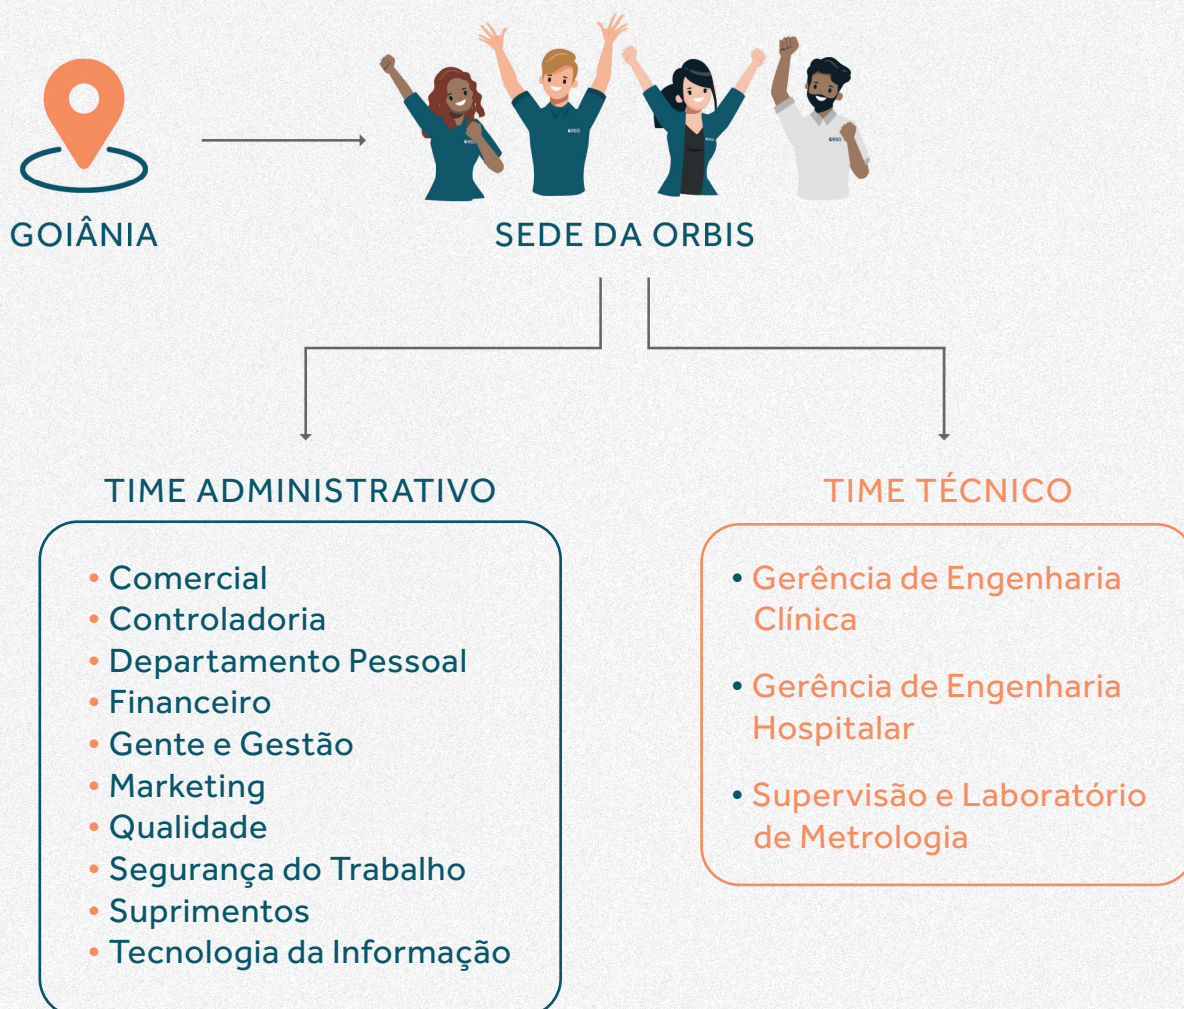 GOIÂNIA
SEDE DA ORBIS
TIME ADMINISTRATIVO
• Comercial
• Controladoria
• Departamento Pessoal
• Financeiro
• Gente e Gestão
• Marketing
• Qualidade
• Segurança do Trabalho
• Suprimentos
• Tecnologia da Informação
TIME TÉCNICO
• Gerência de Engenharia
Clínica
• Gerência de Engenharia
Hospitalar
• Supervisão e Laboratório
de Metrologia